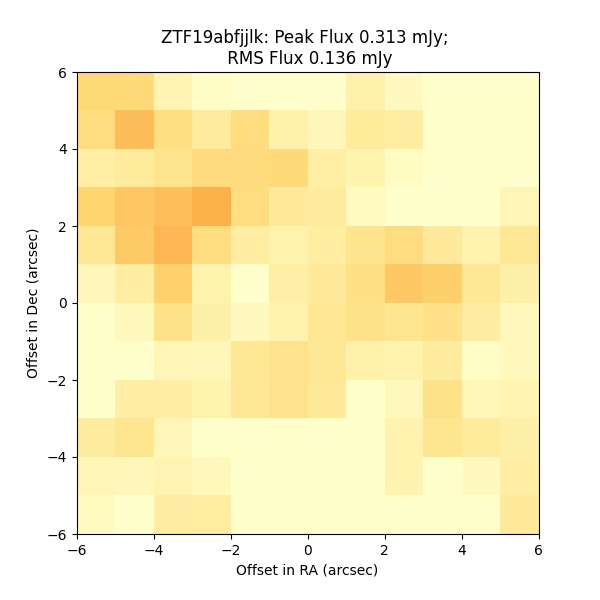 ZTF19abfjjlk: Peak Flux 0.313 mJy;
RMS Flux 0.136 mJy
6
4
2
0
−2
−4
−6
Offset in Dec (arcsec)
−6 −4 −2 0 2 4 6
Offset in RA (arcsec)